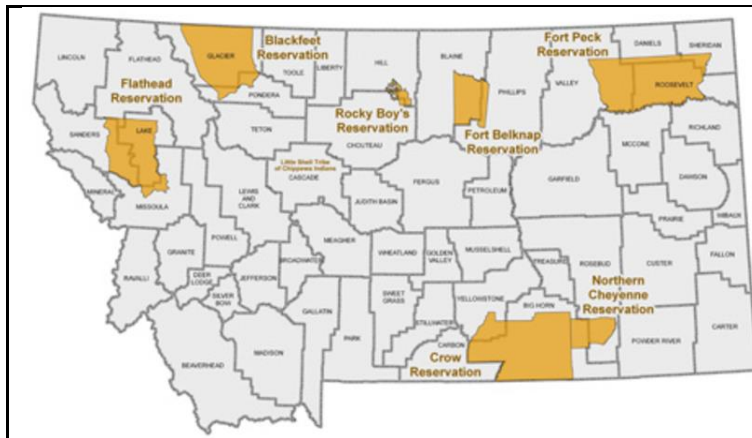 LINCOLN
FLATHEAD
GLACIER
Blackfeet
Reservation
TOOLE
LIBERTY
HILL
BLAINE
Fort Peck
Reservation
DANIELS
SHERIDAN
PHILLIPS
VALLEY
ROOSEVELT
Flathead
Reservation
PONDERA
Rocky Boy's
Reservation
CHOUTEAU
Fort Belknap
Reservation
RICHLAND
SANDERS
LAKE
TETON
MCCONE
Little Shell Tribe
of Chippewa Indians
CASCADE
FERGUS
PETROLEUM
GARFIELD
DAWSON
MINERAL
MISSOULA
LEWIS
AND
CLARK
JUDITH BASIN
PRAIRIE
WIBAUX
POWELL
GRANITE
MEAGHER
WHEATLAND
GOLDEN
VALLEY
MUSSELSHELL
TREASURE
ROSEBUD
CUSTER
FALLON
RAVALLI
DEER
LODGE
JEFFERSON
BROADWATER
SILVER
BOW
GALLATIN
PARK
SWEET
GRASS
STILLWATER
YELLOWSTONE
BIG HORN
Northern
Cheyenne
Reservation
CARBON
Crow
Reservation
POWDER RIVER
CARTER
BEAVERHEAD
MADISON